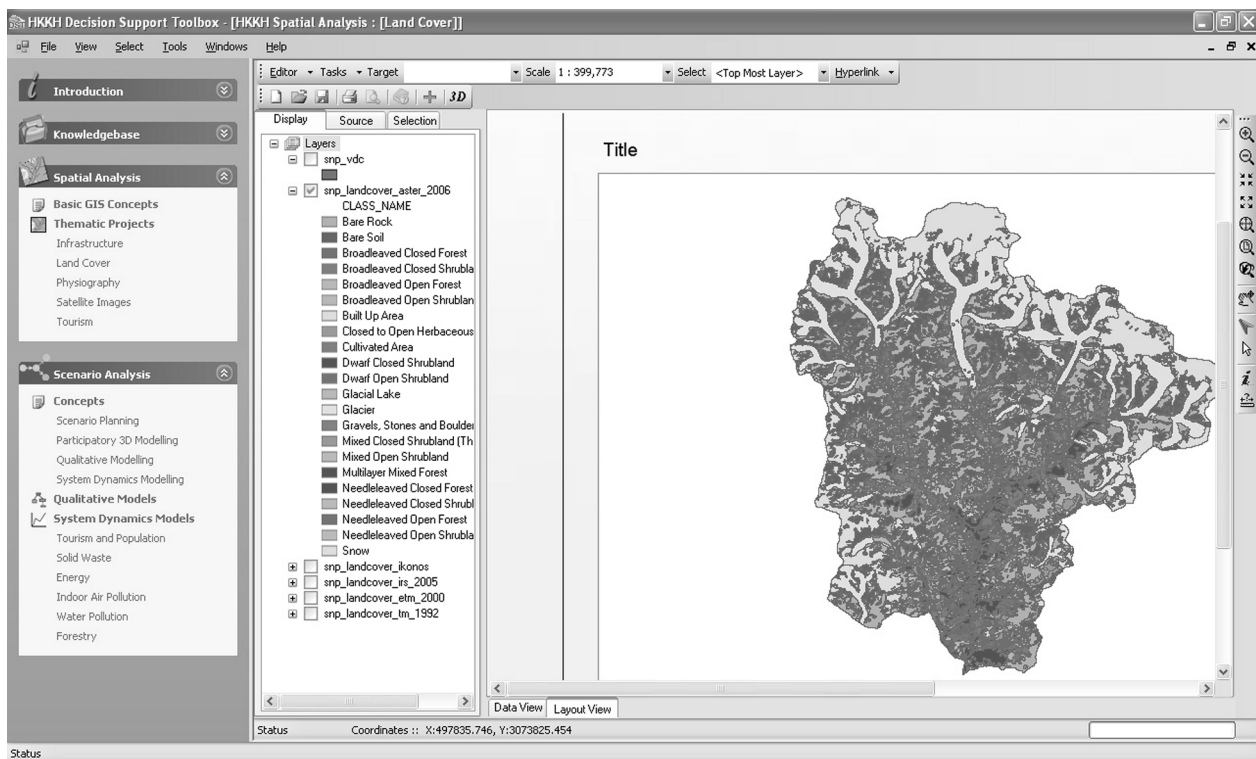 HKKH Decision Support Toolbox - [HKKH Spatial Analysis : [Land Cover]]
File View Select Tools Windows Help
Introduction
Knowledgebase
Spatial Analysis
Basic GIS Concepts
Thematic Projects
Infrastructure
Land Cover
Physiography
Satellite Images
Tourism
Scenario Analysis
Concepts
Scenario Planning
Participatory 3D Modelling
Qualitative Modelling
System Dynamics Modelling
Qualitative Models
System Dynamics Models
Tourism and Population
Solid Waste
Energy
Indoor Air Pollution
Water Pollution
Forestry
Editor Tasks Target Scale 1 : 399,773 Select <Top Most Layer> Hyperlink
3D
Display Source Selection
Layers
snp_vdc
snp_landcover_aster_2006
CLASS_NAME
Bare Rock
Bare Soil
Broadleaved Closed Forest
Broadleaved Closed Shrubla
Broadleaved Open Forest
Broadleaved Open Shrublan
Built Up Area
Closed to Open Herbaceous
Cultivated Area
Dwarf Closed Shrubland
Dwarf Open Shrubland
Glacial Lake
Glacier
Gravels, Stones and Boulder
Mixed Closed Shrubland (Th
Mixed Open Shrubland
Multilayer Mixed Forest
Needleleaved Closed Forest
Needleleaved Closed Shrubl
Needleleaved Open Forest
Needleleaved Open Shrubla
Snow
snp_landcover_ikonos
snp_landcover_irs_2005
snp_landcover_etm_2000
snp_landcover_tm_1992
Title
Data View Layout View
Status Coordinates :: X:497835.746, Y:3073825.454
Status